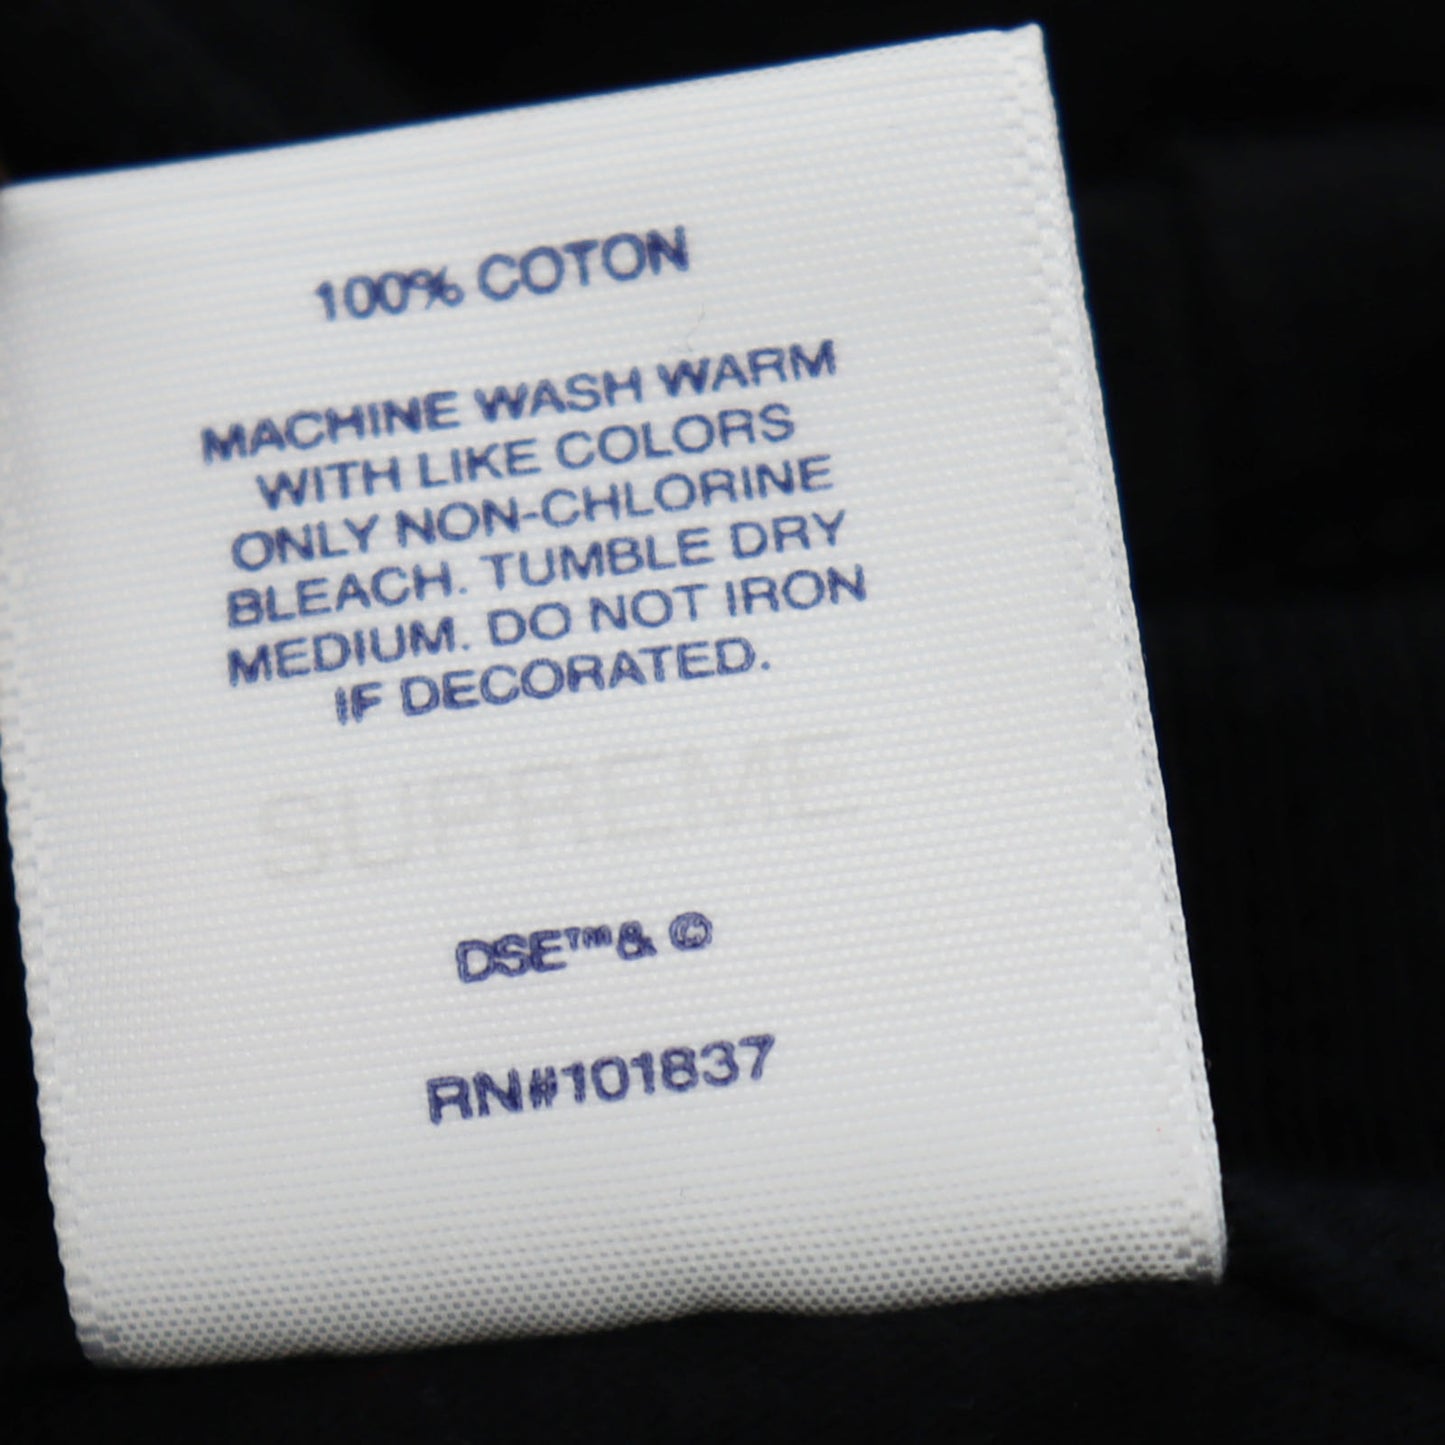 100% COTON
MACHINE WASH WARM
WITH LIKE COLORS
ONLY NON-CHLORINE
BLEACH. TUMBLE DRY
MEDIUM. DO NOT IRON
IF DECORATED.
SUPREME
DSE™& ©
RN#101837